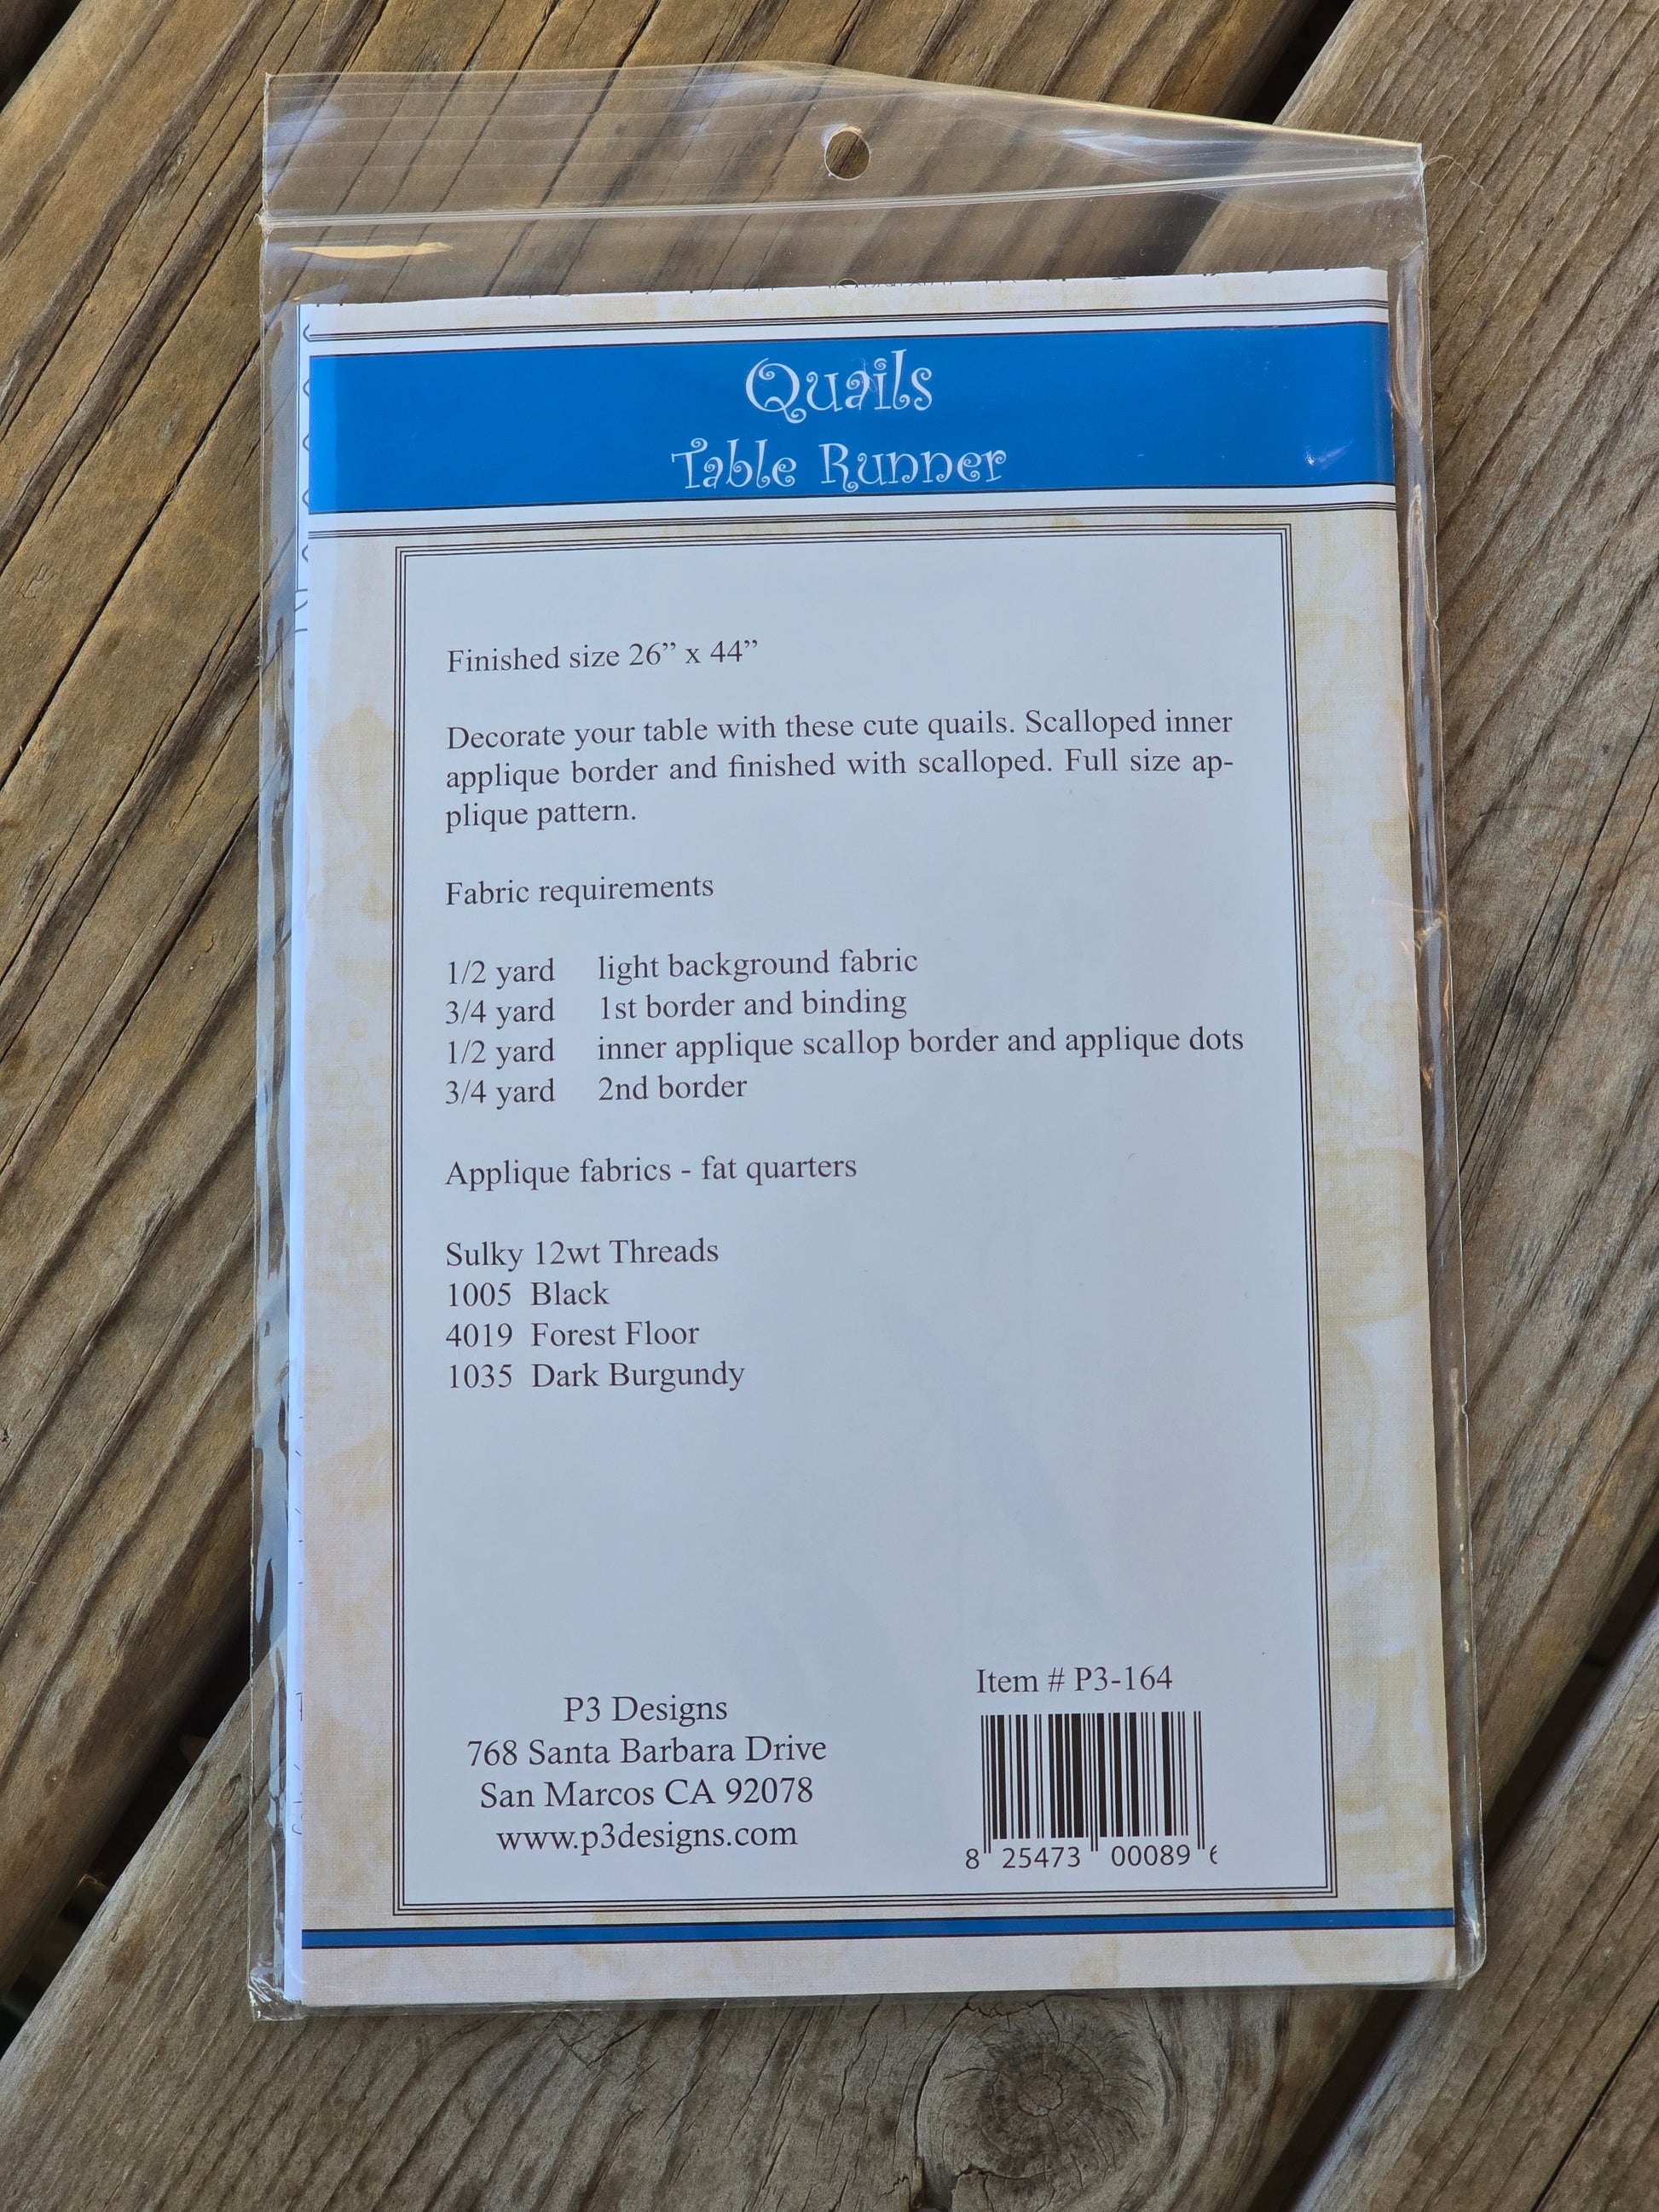 Quails
Table Runner
Finished size 26” x 44”
Decorate your table with these cute quails. Scalloped inner
applique border and finished with scalloped. Full size ap-
plique pattern.
Fabric requirements
1/2 yard light background fabric
3/4 yard 1st border and binding
1/2 yard inner applique scallop border and applique dots
3/4 yard 2nd border
Applique fabrics - fat quarters
Sulky 12wt Threads
1005 Black
4019 Forest Floor
1035 Dark Burgundy
P3 Designs
768 Santa Barbara Drive
San Marcos CA 92078
www.p3designs.com
Item # P3-164
8 25473 00089 6